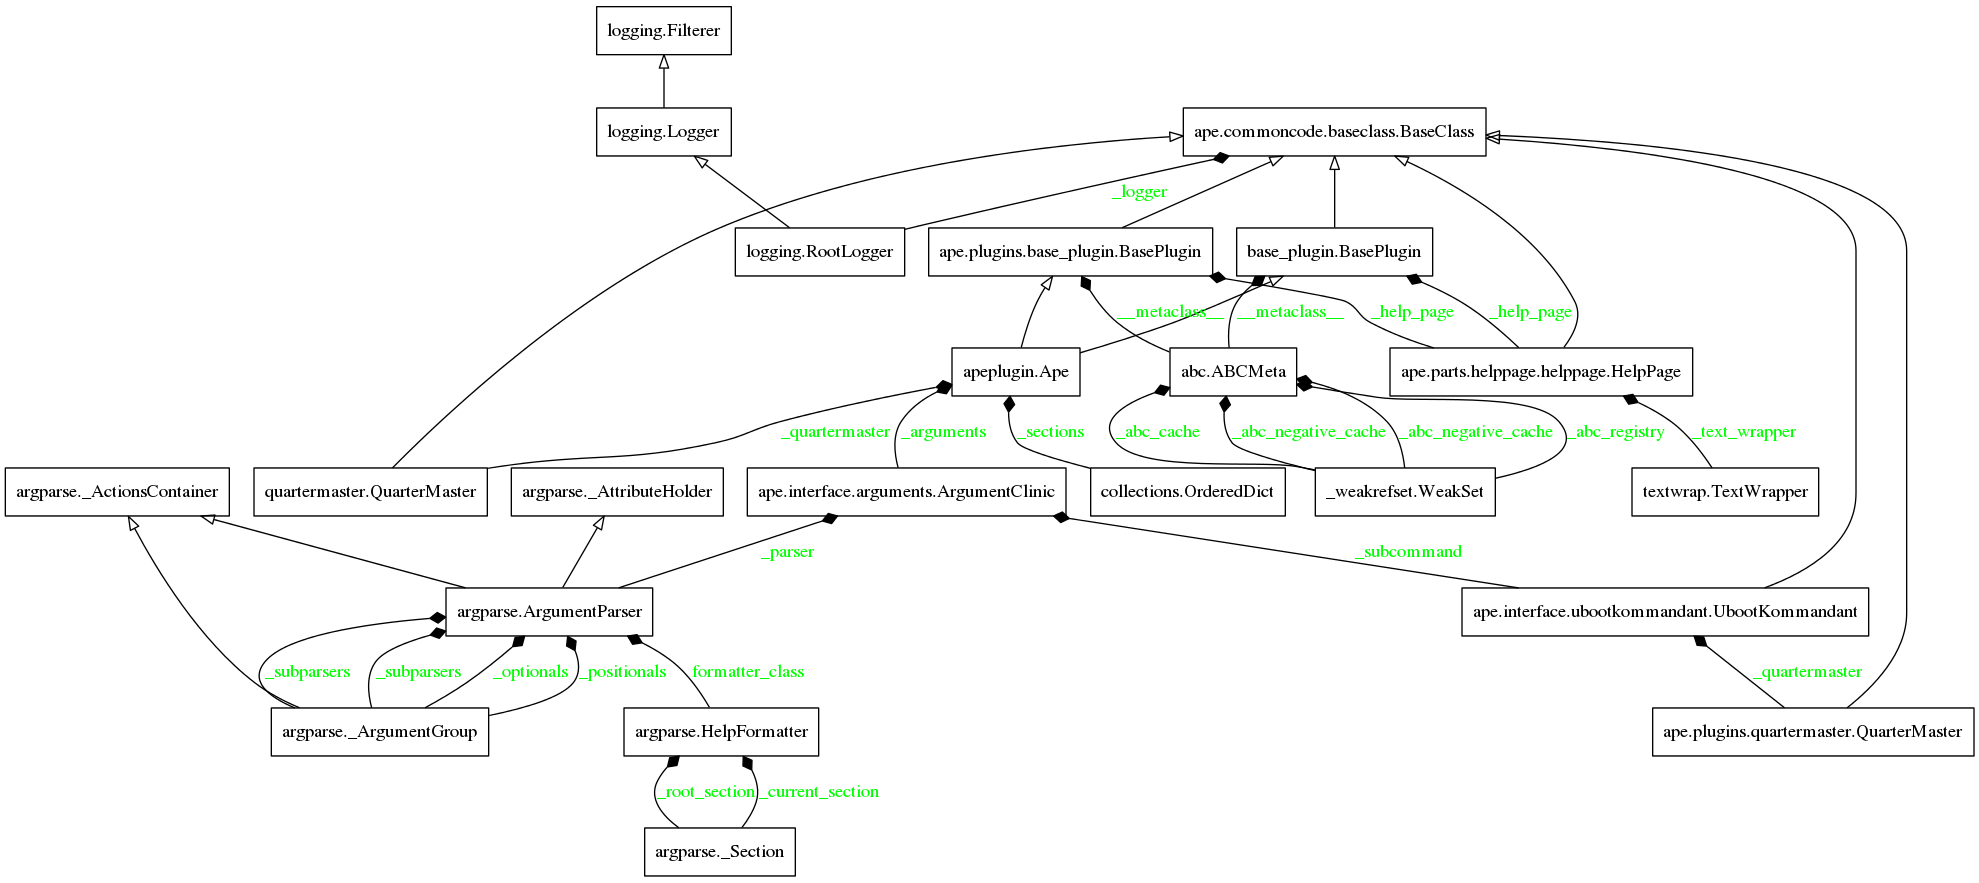 logging.Filterer
logging.Logger
ape.commoncode.baseclass.BaseClass
_logger
logging.RootLogger
ape.plugins.base_plugin.BasePlugin
base_plugin.BasePlugin
__metaclass__
__metaclass__
_help_page
_help_page
apeplugin.Ape
abc.ABCMeta
ape.parts.helppage.helppage.HelpPage
_quartermaster
_arguments
_sections
_abc_cache
_abc_negative_cache
_abc_negative_cache
_abc_registry
_text_wrapper
argparse._ActionsContainer
quartermaster.QuarterMaster
argparse._AttributeHolder
ape.interface.arguments.ArgumentClinic
collections.OrderedDict
_weakrefset.WeakSet
textwrap.TextWrapper
_parser
_subcommand
argparse.ArgumentParser
ape.interface.ubootkommandant.UbootKommandant
_subparsers
_subparsers
_optionals
_positionals
formatter_class
_quartermaster
argparse._ArgumentGroup
argparse.HelpFormatter
ape.plugins.quartermaster.QuarterMaster
_root_section
_current_section
argparse._Section